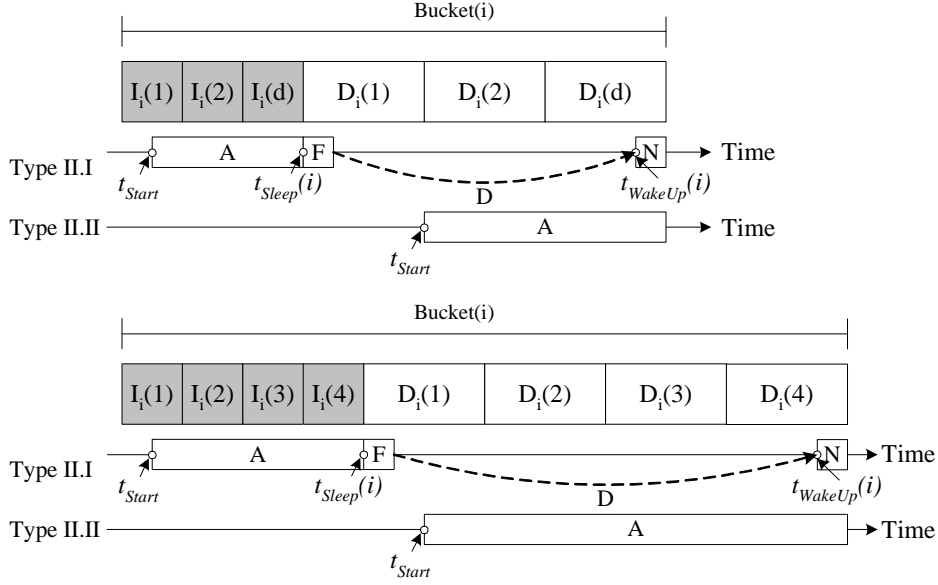 Bucket(i)
I_i(1) I_i(2) I_i(d) D_i(1) D_i(2) D_i(d)
Type II.I A F N Time
t_Start t_Sleep(i) D t_WakeUp(i)
Type II.II A Time
t_Start
Bucket(i)
I_i(1) I_i(2) I_i(3) I_i(4) D_i(1) D_i(2) D_i(3) D_i(4)
Type II.I A F N Time
t_Start t_Sleep(i) D t_WakeUp(i)
Type II.II A Time
t_Start